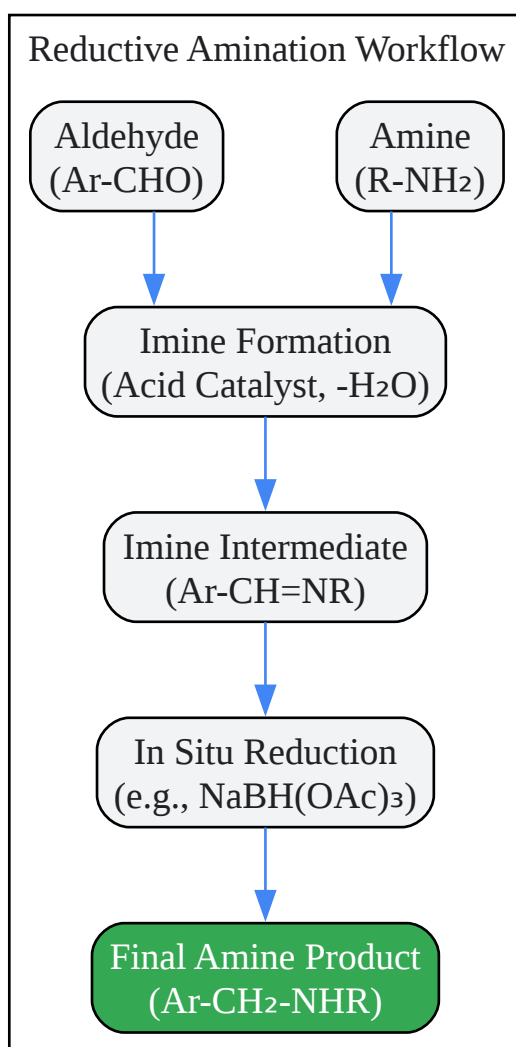 Reductive Amination Workflow
Aldehyde
(Ar-CHO)
Amine
(R-NH₂)
Imine Formation
(Acid Catalyst, -H₂O)
Imine Intermediate
(Ar-CH=NR)
In Situ Reduction
(e.g., NaBH(OAc)₃)
Final Amine Product
(Ar-CH₂-NHR)